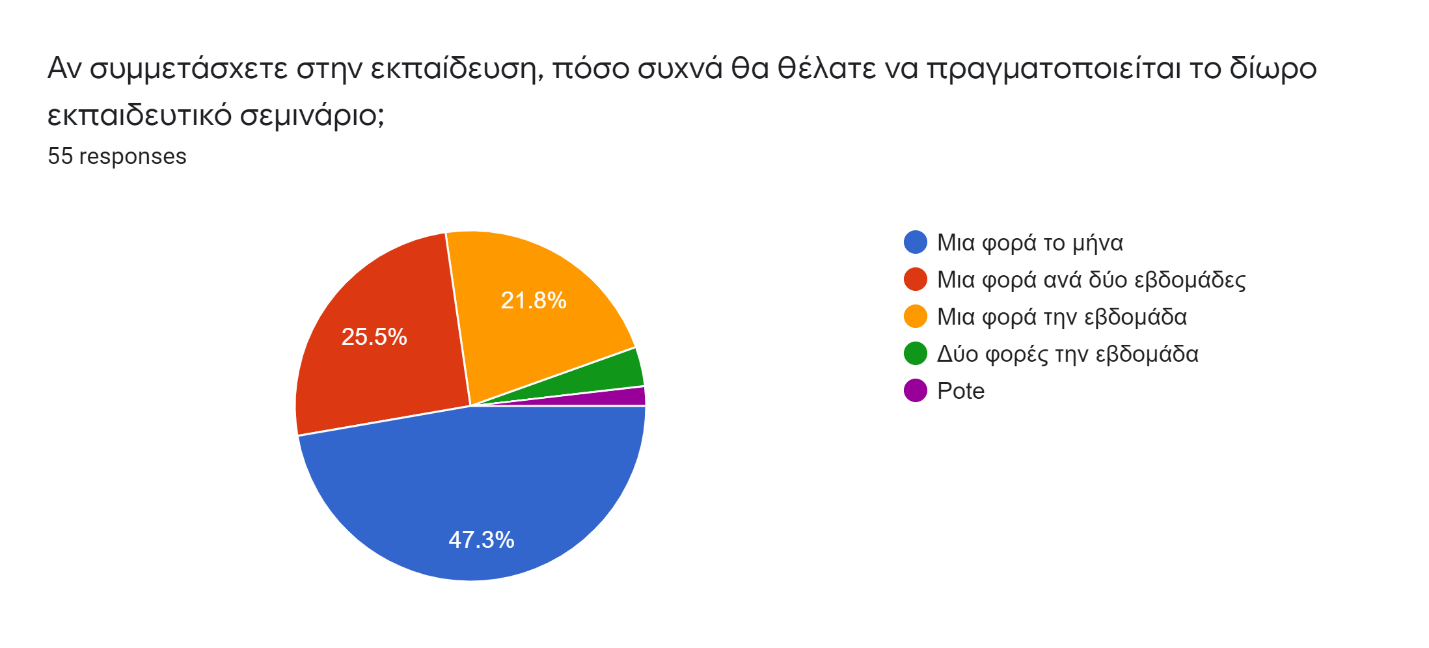 Αν συμμετάσχετε στην εκπαίδευση, πόσο συχνά θα θέλατε να πραγματοποιείται το δίωρο
εκπαιδευτικό σεμινάριο;
55 responses
Μια φορά το μήνα
Μια φορά ανά δύο εβδομάδες
Μια φορά την εβδομάδα
Δύο φορές την εβδομάδα
Pote
21.8%
25.5%
47.3%